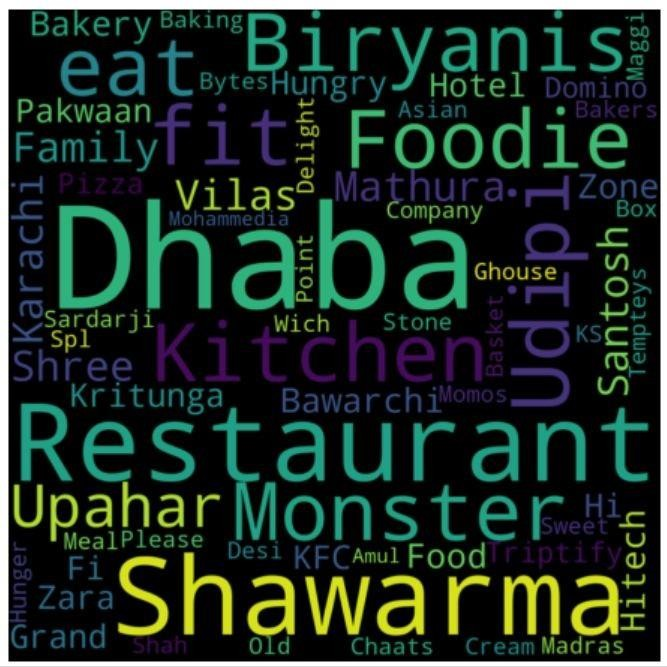 Bakery Baking
Biryanis
Maggi
eat
Bytes Hungry Hotel Domino
Pakwaan
fit
Delight
Asian Bakers
Family
Foodie
Karachi
Pizza Vilas Mathura Zone
Mohammedia Company Box
Dhaba
Point
Udipi
Santosh
Ghouse
Sardarji Wich Stone
Spl
Kitchen
Basket
KS
Tempteys
Shree
Kritunga Bawarchi Momos
Restaurant
Upahar Monster Hi
Sweet
Hitech
Meal Please Desi KFC Amul Food Triptify
Hunger
Fi
Shawarma
Zara
Grand Shah Old Chaats Cream Madras